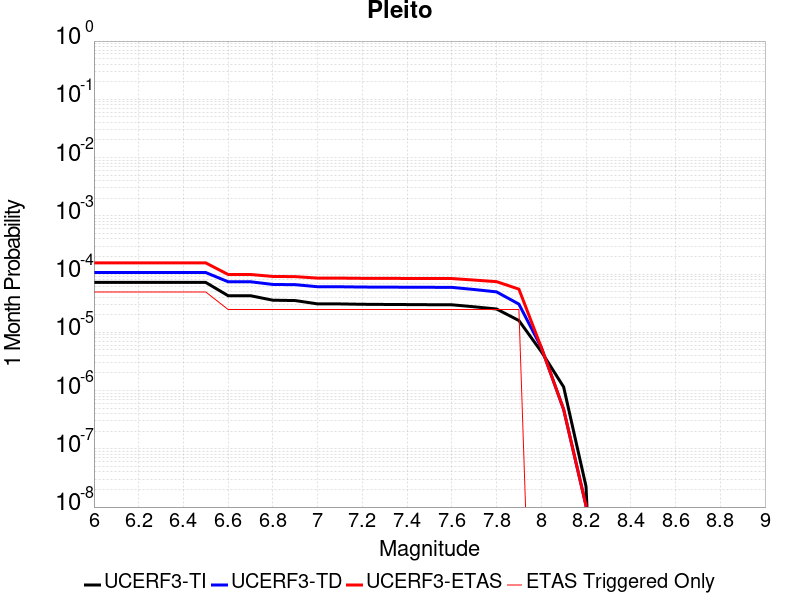 Pleito
10^0
10^-1
10^-2
10^-3
10^-4
10^-5
10^-6
10^-7
10^-8
1 Month Probability
6 6.2 6.4 6.6 6.8 7 7.2 7.4 7.6 7.8 8 8.2 8.4 8.6 8.8 9
Magnitude
UCERF3-TI UCERF3-TD UCERF3-ETAS ETAS Triggered Only